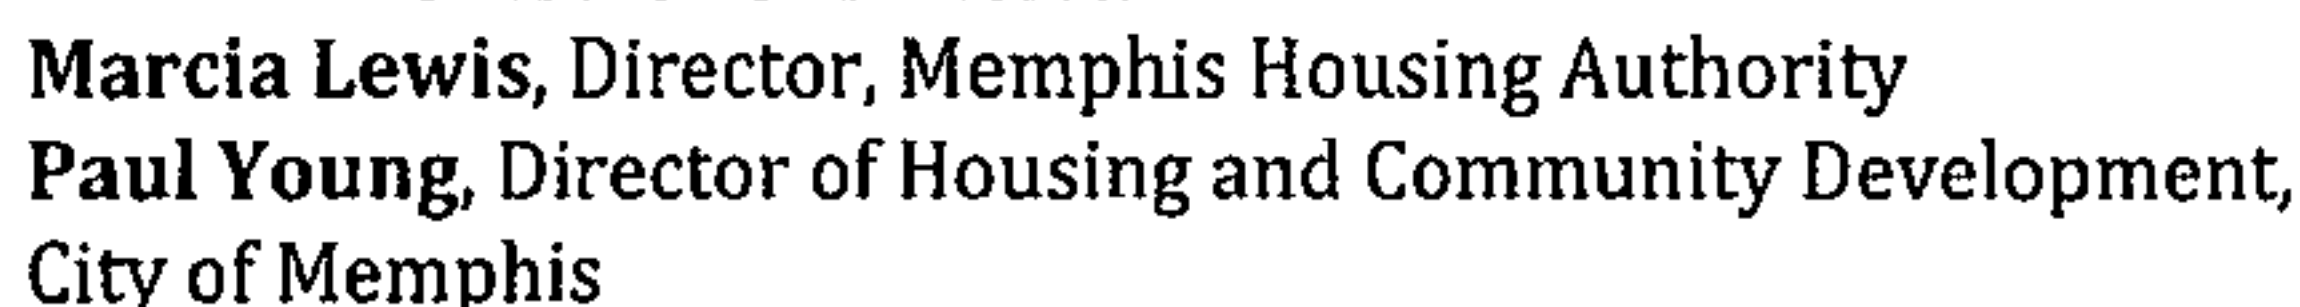 Marcia Lewis, Director, Memphis Housing Authority
Paul Young, Director of Housing and Community Development,
City of Memphis